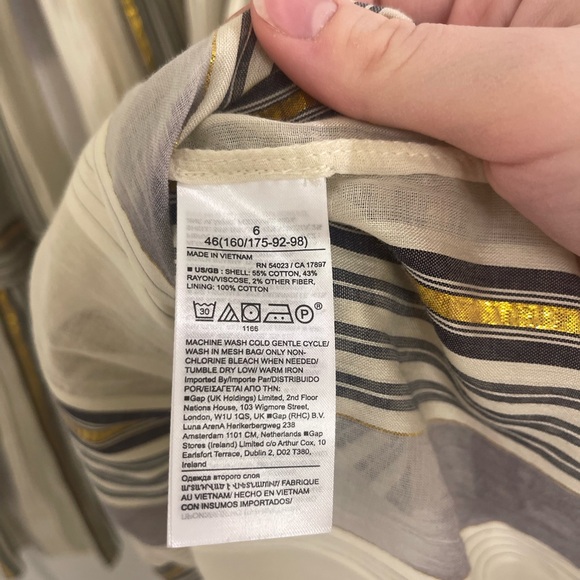 6
46(160/175-92-98)
MADE IN VIETNAM
RN 54023 / CA 17897
■ US/GB : SHELL: 55% COTTON, 43%
RAYON/VISCOSE, 2% OTHER FIBER,
LINING: 100% COTTON
30 P®
1166
MACHINE WASH COLD GENTLE CYCLE/
WASH IN MESH BAG/ ONLY NON-
CHLORINE BLEACH WHEN NEEDED/
TUMBLE DRY LOW/ WARM IRON
Imported By/Importe Par/DISTRIBUIDO
POR/ΕΙΣΑΓΕΤΑΙ ΑΠΟ ΤΗΝ:
■Gap (UK Holdings) Limited, 2nd Floor
Nations House, 103 Wigmore Street,
London, W1U 1QS, UK ■Gap (RHC) B.V.
Luna ArenA Herikerbergweg 238
Amsterdam 1101 CM, Netherlands ■Gap
Stores (Ireland) Limited c/o Arthur Cox, 10
Earlsfort Terrace, Dublin 2, D02 T380,
Ireland
Одежда второго слоя
ԱՐՏԱԴՐՎԱԾ Է ՎԻԵՏՆԱՄՈՒՄ/ FABRIQUE
AU VIETNAM/ HECHO EN VIETNAM
CON INSUMOS IMPORTADOS/